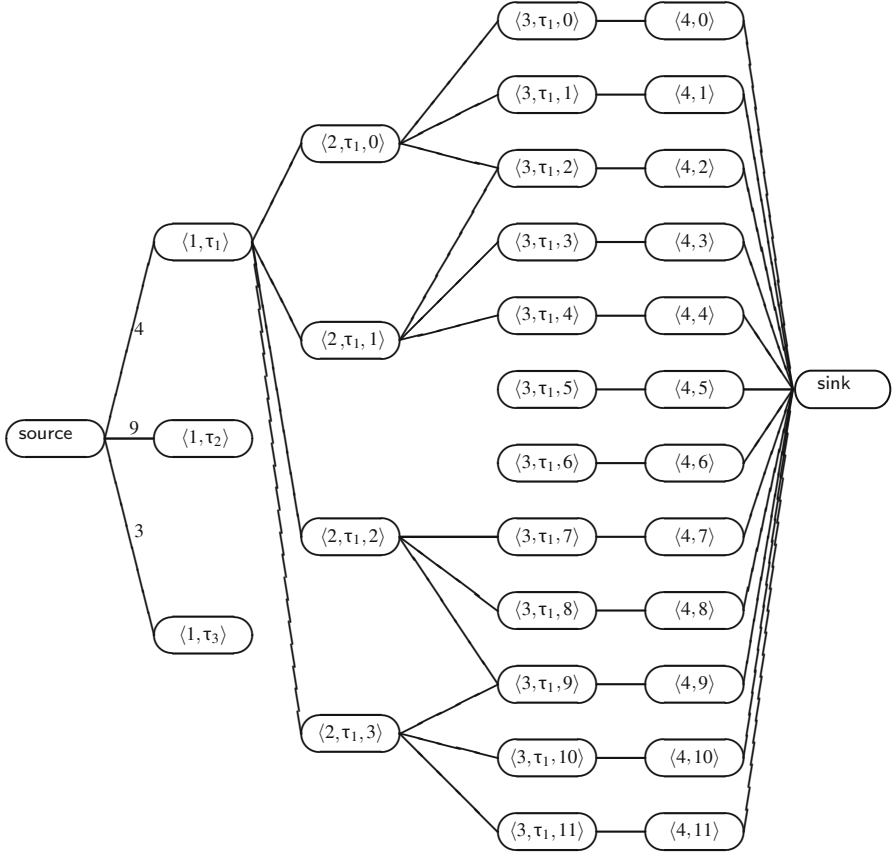 ⟨3,τ₁,0⟩ ⟨4,0⟩
⟨3,τ₁,1⟩ ⟨4,1⟩
⟨2,τ₁,0⟩
⟨3,τ₁,2⟩ ⟨4,2⟩
⟨1,τ₁⟩ ⟨3,τ₁,3⟩ ⟨4,3⟩
4 ⟨3,τ₁,4⟩ ⟨4,4⟩
⟨2,τ₁,1⟩
⟨3,τ₁,5⟩ ⟨4,5⟩ sink
source 9 ⟨1,τ₂⟩
⟨3,τ₁,6⟩ ⟨4,6⟩
3 ⟨2,τ₁,2⟩ ⟨3,τ₁,7⟩ ⟨4,7⟩
⟨3,τ₁,8⟩ ⟨4,8⟩
⟨1,τ₃⟩
⟨3,τ₁,9⟩ ⟨4,9⟩
⟨2,τ₁,3⟩
⟨3,τ₁,10⟩ ⟨4,10⟩
⟨3,τ₁,11⟩ ⟨4,11⟩